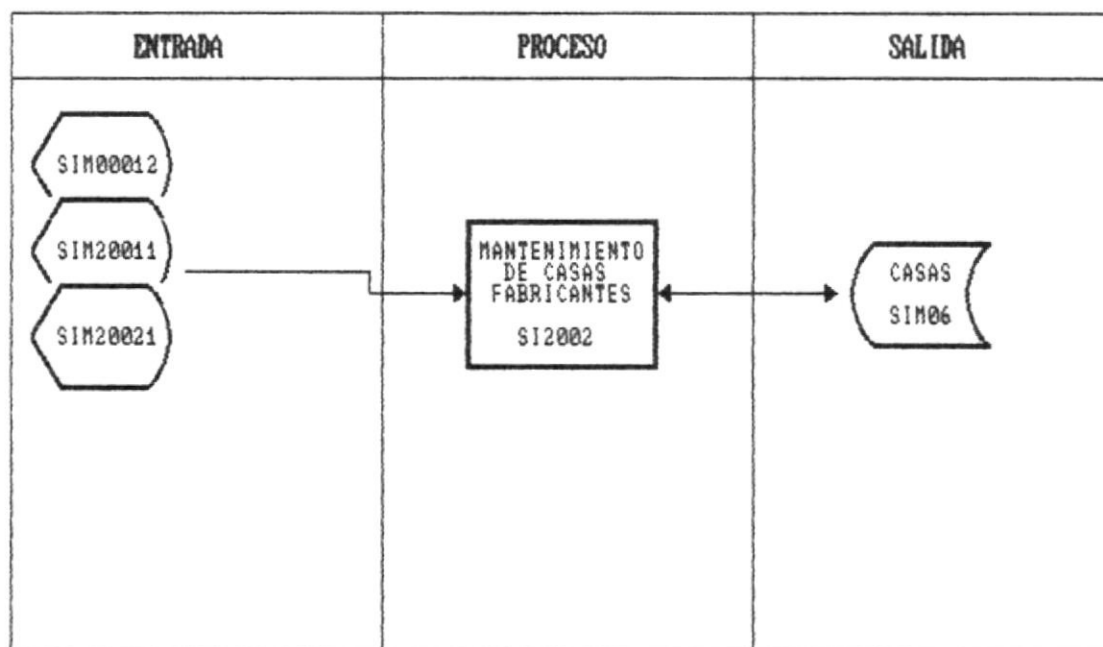 ENTRADA
PROCESO
SALIDA
SIM00012
SIM20011
SIM20021
MANTENIMIENTO
DE CASAS
FABRICANTES
SI2002
CASAS
SIM06